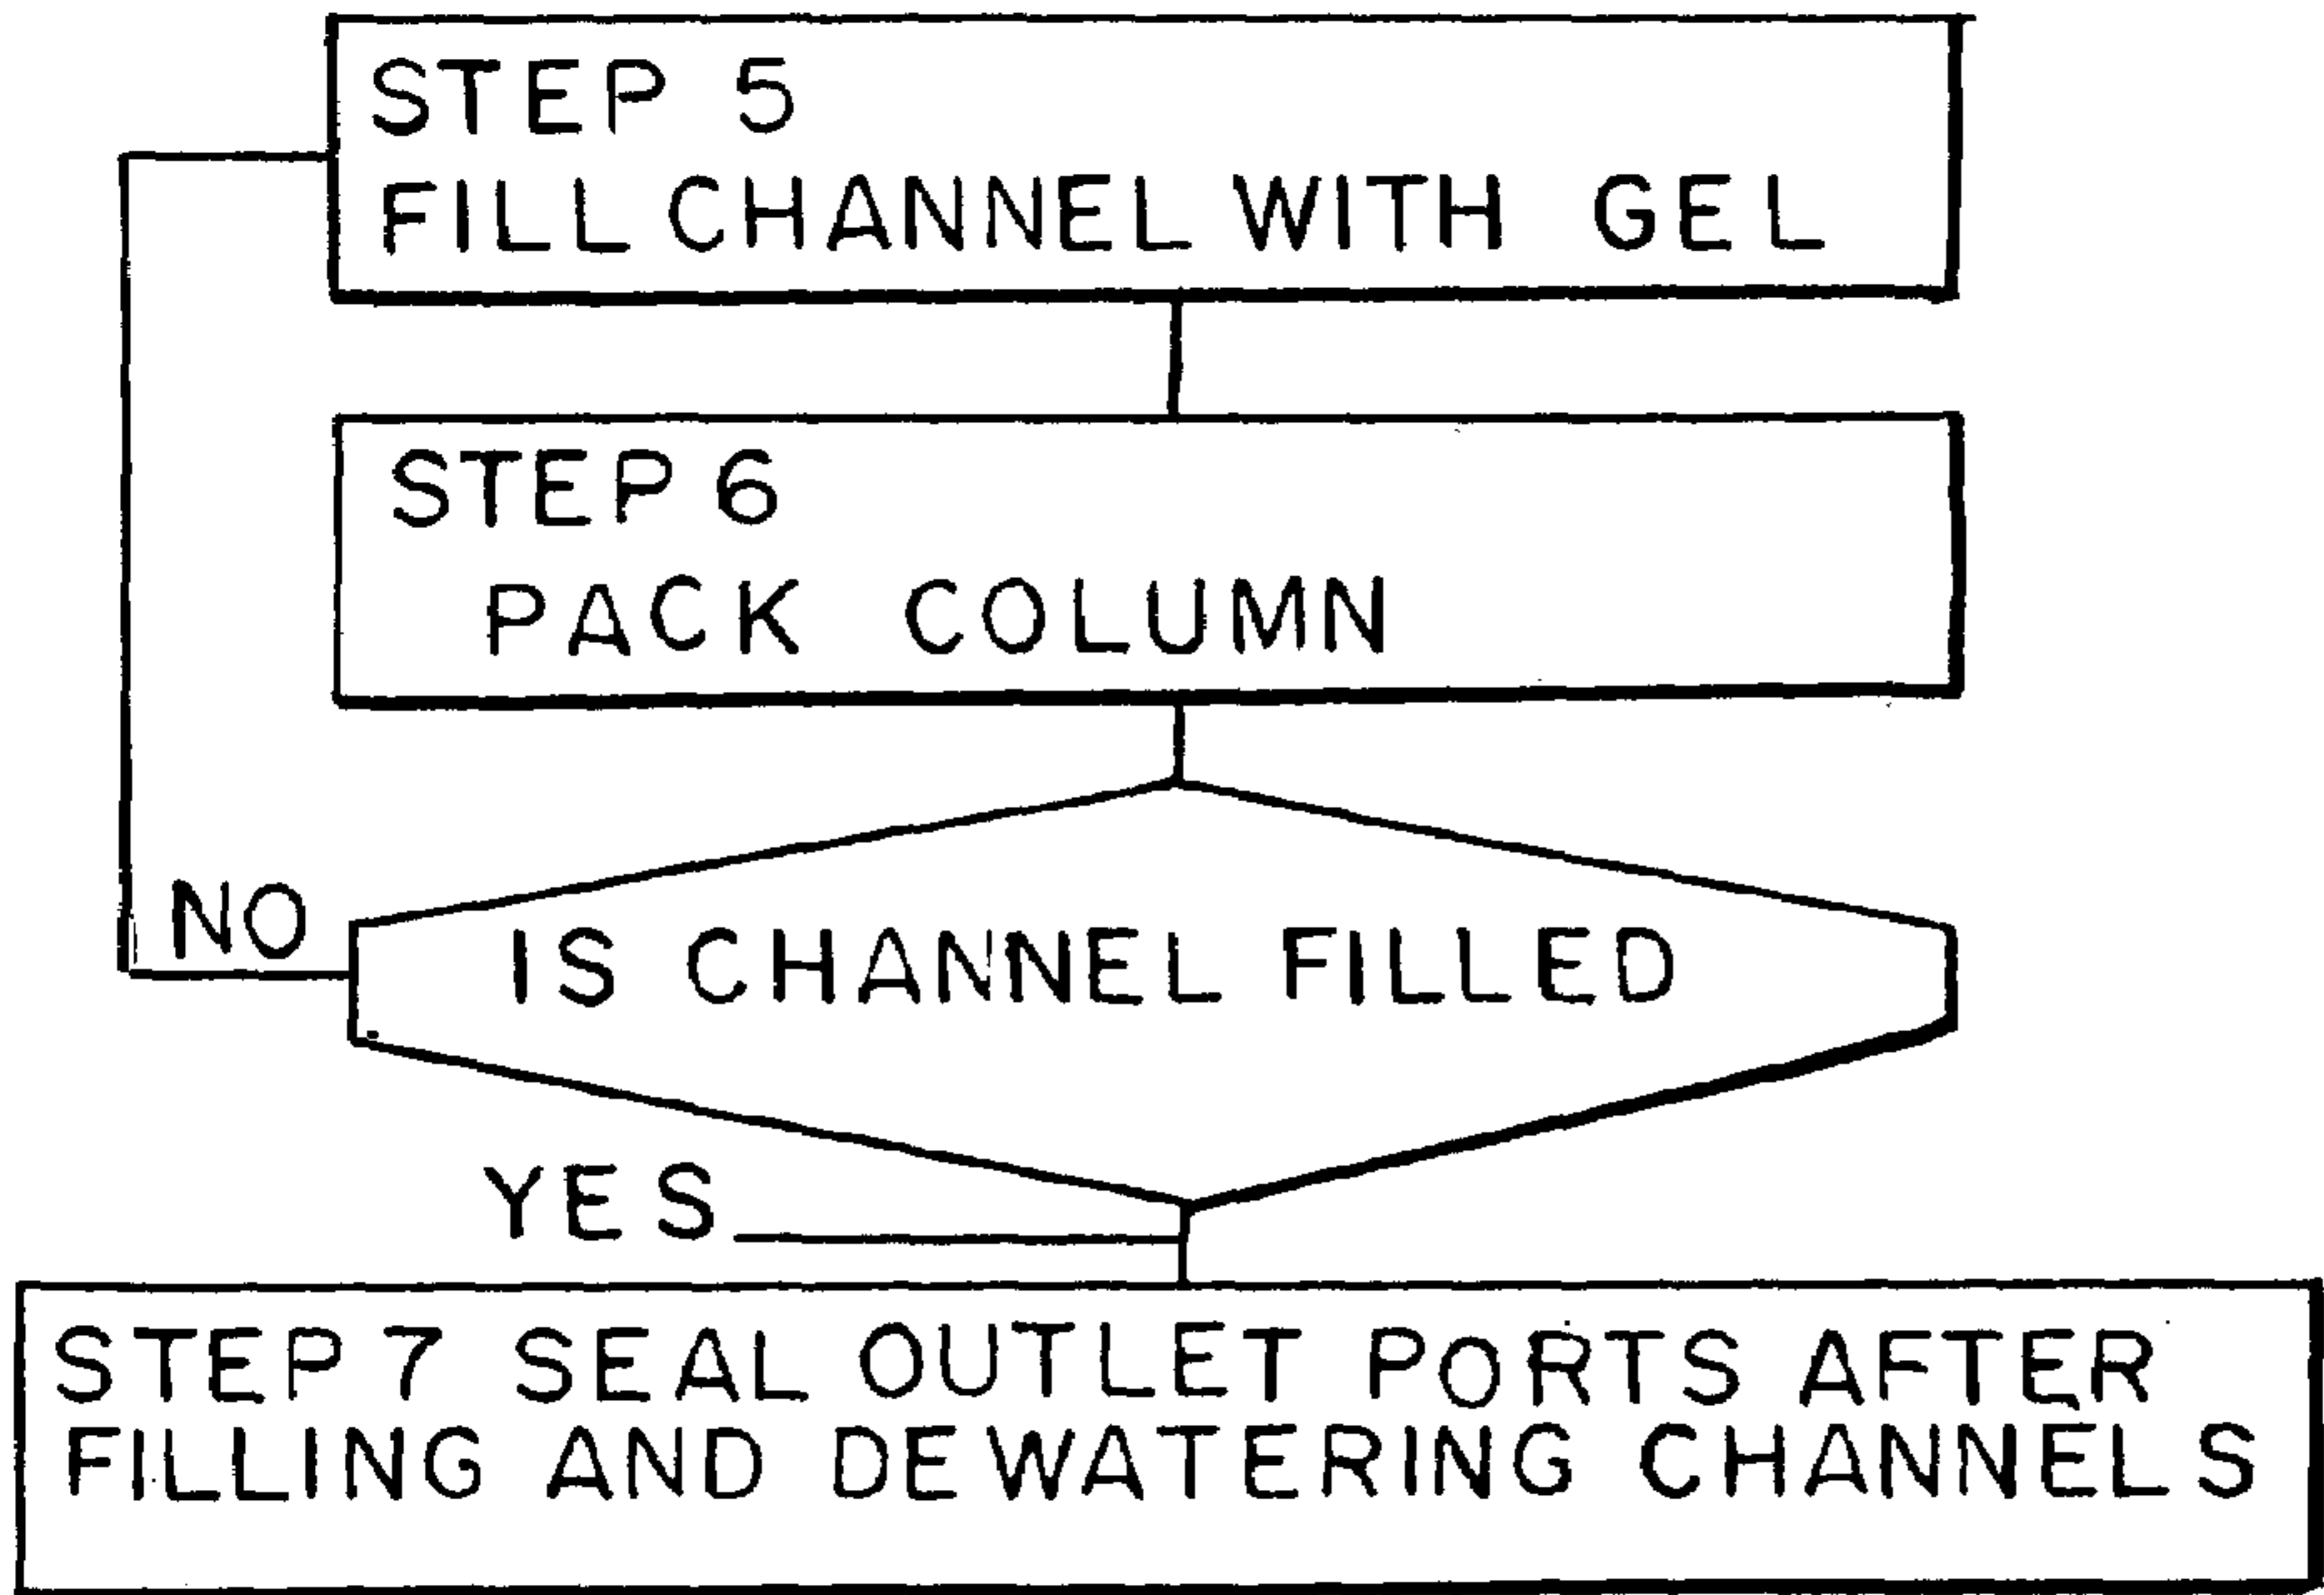 STEP 5
FILL CHANNEL WITH GEL
STEP 6
PACK COLUMN
NO
IS CHANNEL FILLED
YES
STEP 7 SEAL OUTLET PORTS AFTER
FILLING AND DEWATERING CHANNELS